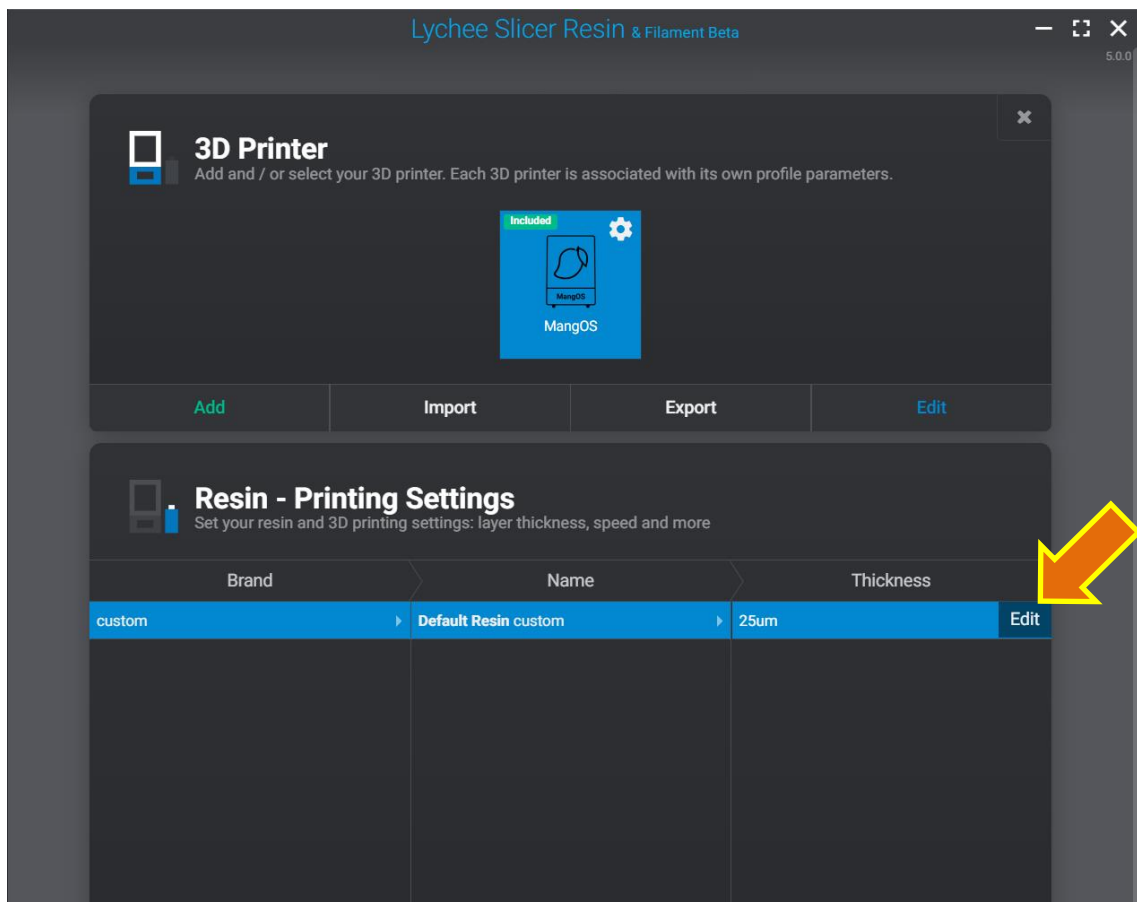 Lychee Slicer Resin & Filament Beta
5.0.0
3D Printer
Add and / or select your 3D printer. Each 3D printer is associated with its own profile parameters.
Included
MangOS
MangOS
Add Import Export Edit
Resin - Printing Settings
Set your resin and 3D printing settings: layer thickness, speed and more
Brand Name Thickness
custom Default Resin custom 25um Edit